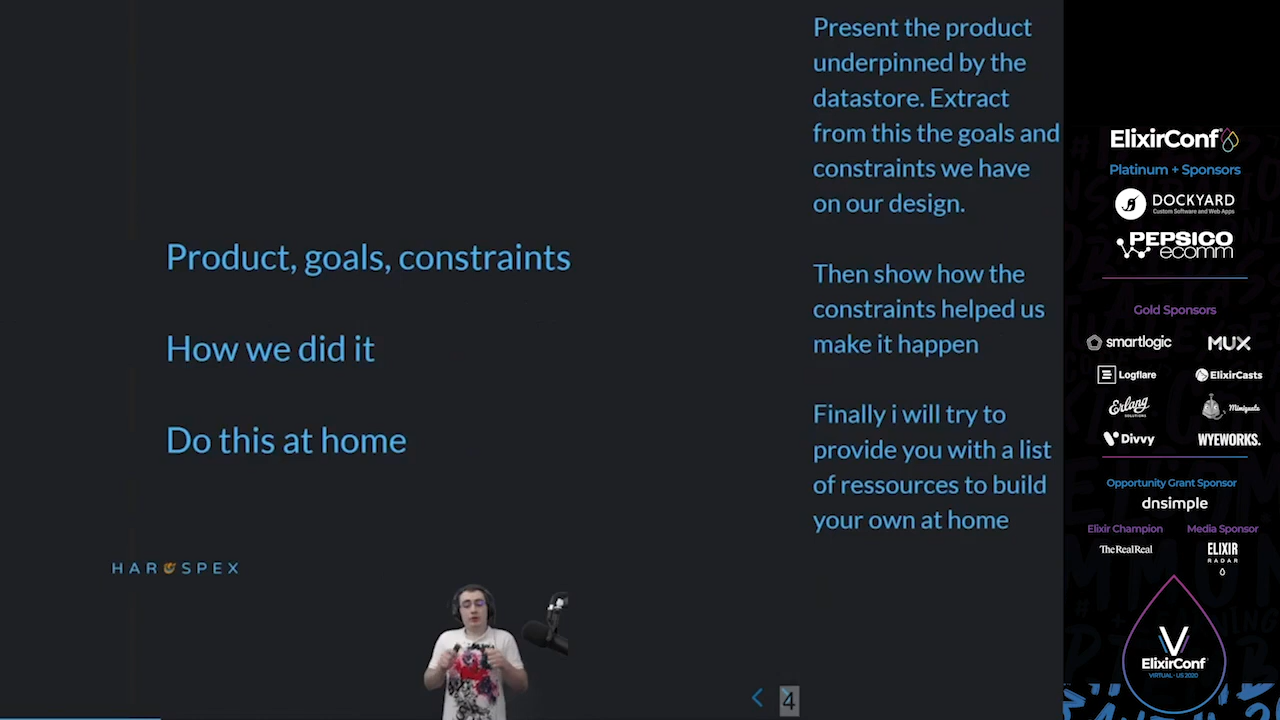 Product, goals, constraints
How we did it
Do this at home
HAROSPEX
4
Present the product
underpinned by the
datastore. Extract
from this the goals and
constraints we have
on our design.
Then show how the
constraints helped us
make it happen
Finally i will try to
provide you with a list
of ressources to build
your own at home
ElixirConf
Platinum + Sponsors
DOCKYARD
Custom Software and Web Apps
PEPSICO
ecomm
Gold Sponsors
smartlogic
MUX
Logflare
ElixirCasts
Erlang
SOLUTIONS
Divvy
WYEWORKS.
Opportunity Grant Sponsor
dnsimple
Elixir Champion
Media Sponsor
TheRealReal
ELIXIR
RADAR
ElixirConf
VIRTUAL · US 2020